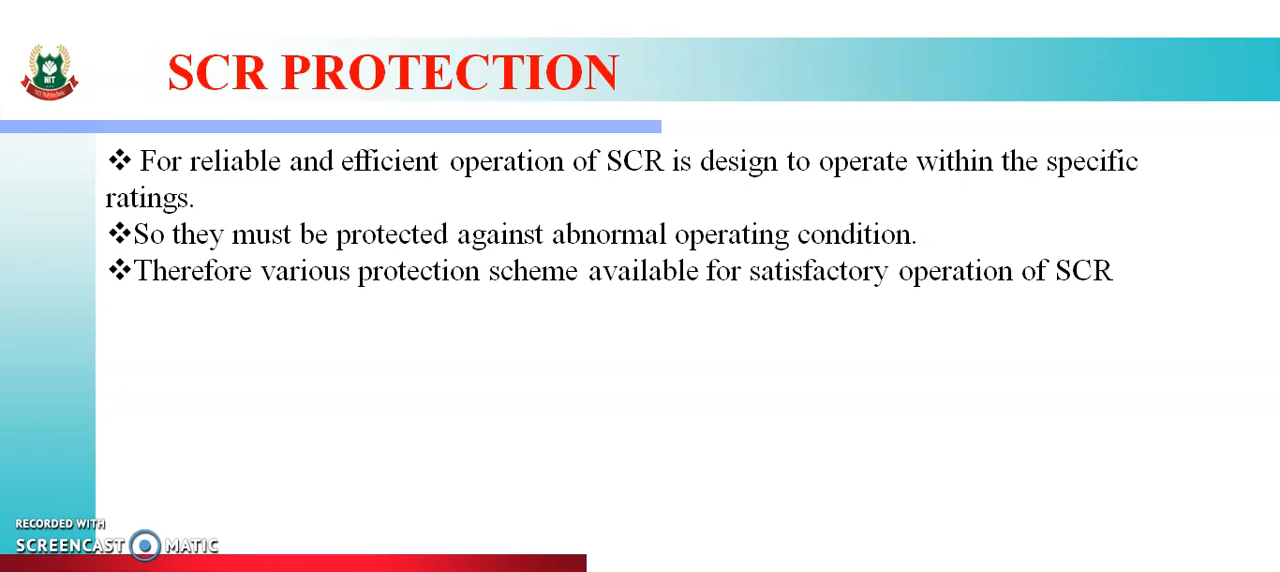 NIT
SCR PROTECTION
❖ For reliable and efficient operation of SCR is design to operate within the specific
ratings.
❖So they must be protected against abnormal operating condition.
❖Therefore various protection scheme available for satisfactory operation of SCR
RECORDED WITH
SCREENCAST MATIC